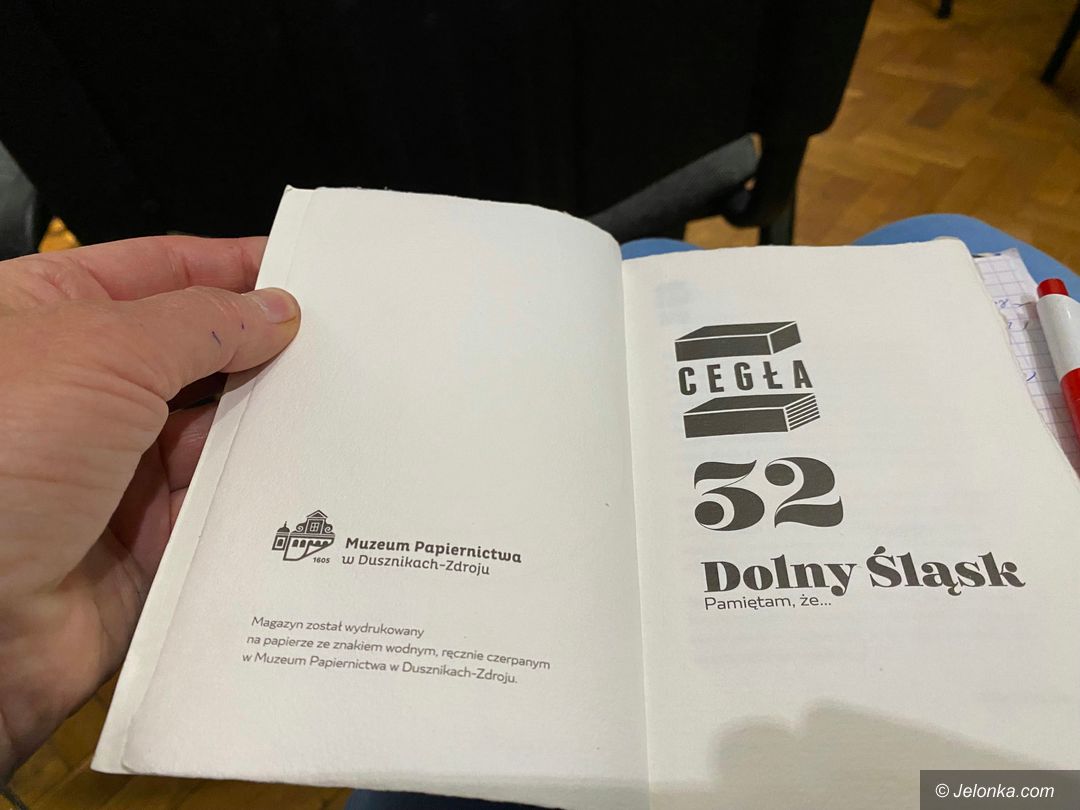 1605
Muzeum Papiernictwa
w Dusznikach-Zdroju
Magazyn został wydrukowany
na papierze ze znakiem wodnym, ręcznie czerpanym
w Muzeum Papiernictwa w Dusznikach-Zdroju.
CEGŁA
32
Dolny Śląsk
Pamiętam, że...
© Jelonka.com